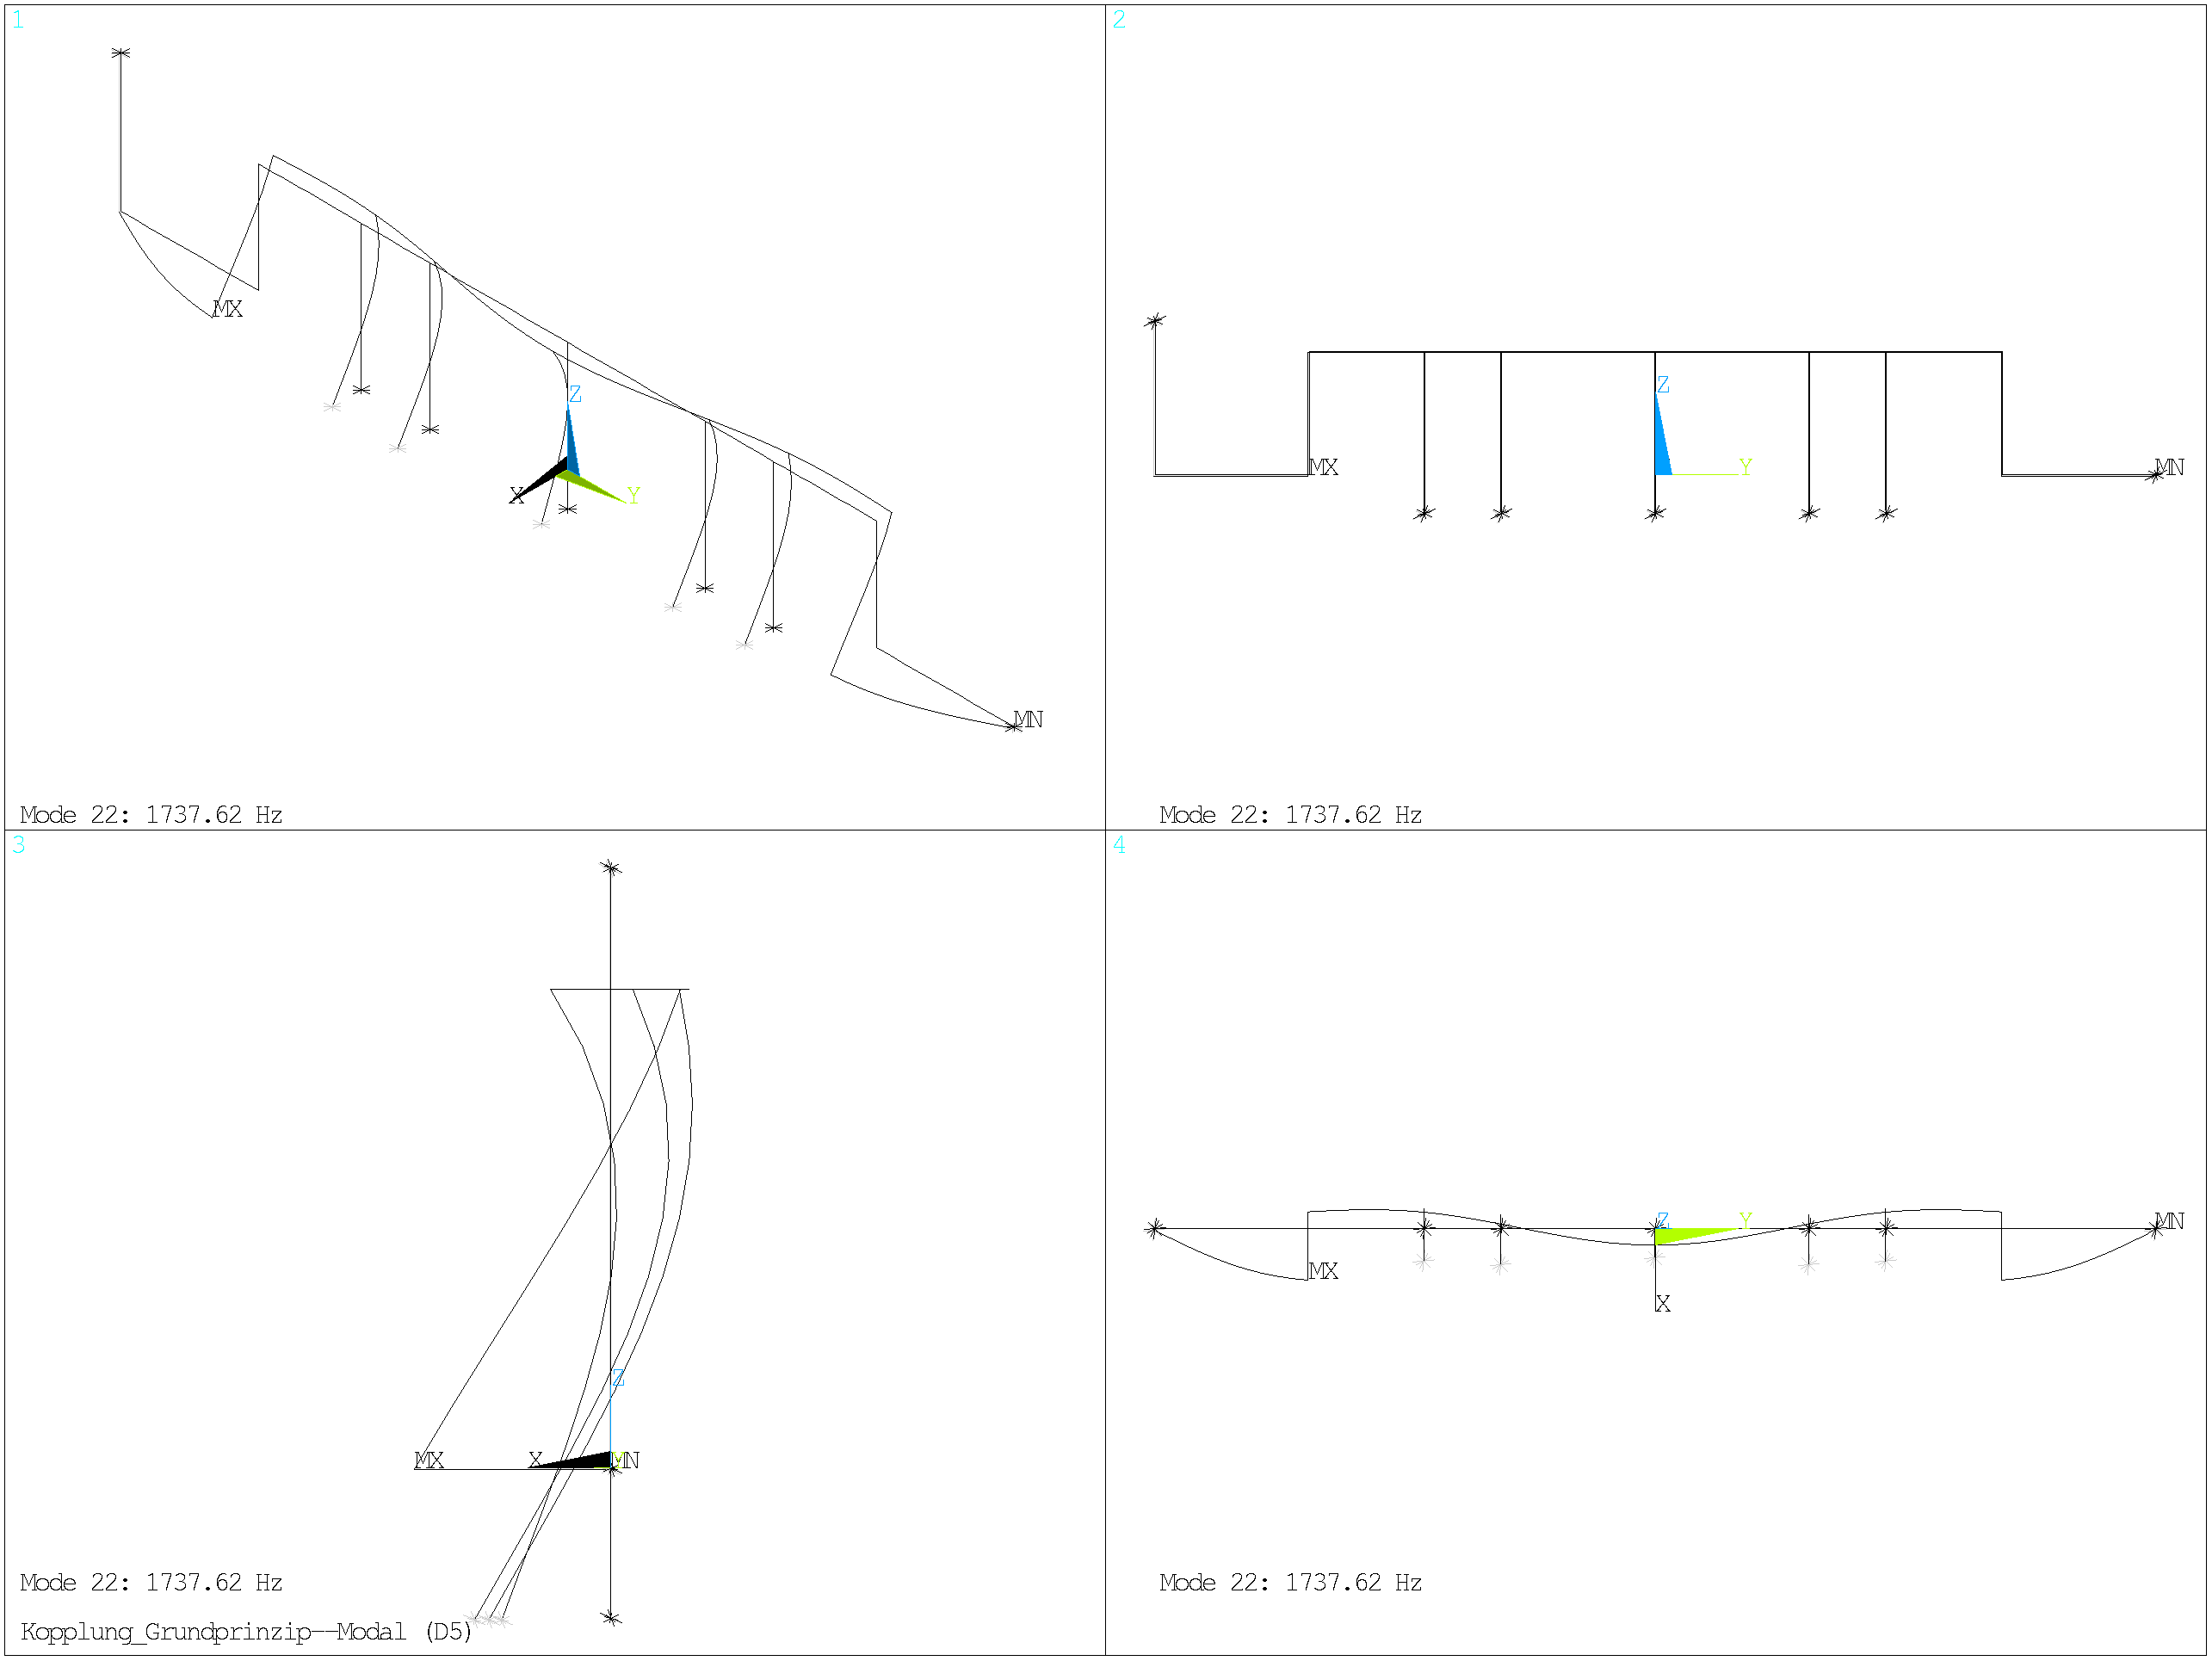 1
MX
Z
X
Y
MN
Mode 22: 1737.62 Hz
2
Z
MX
Y
MN
Mode 22: 1737.62 Hz
3
Z
MX
X
Y
MN
Mode 22: 1737.62 Hz
Kopplung_Grundprinzip--Modal (D5)
4
Z
Y
MN
MX
X
Mode 22: 1737.62 Hz